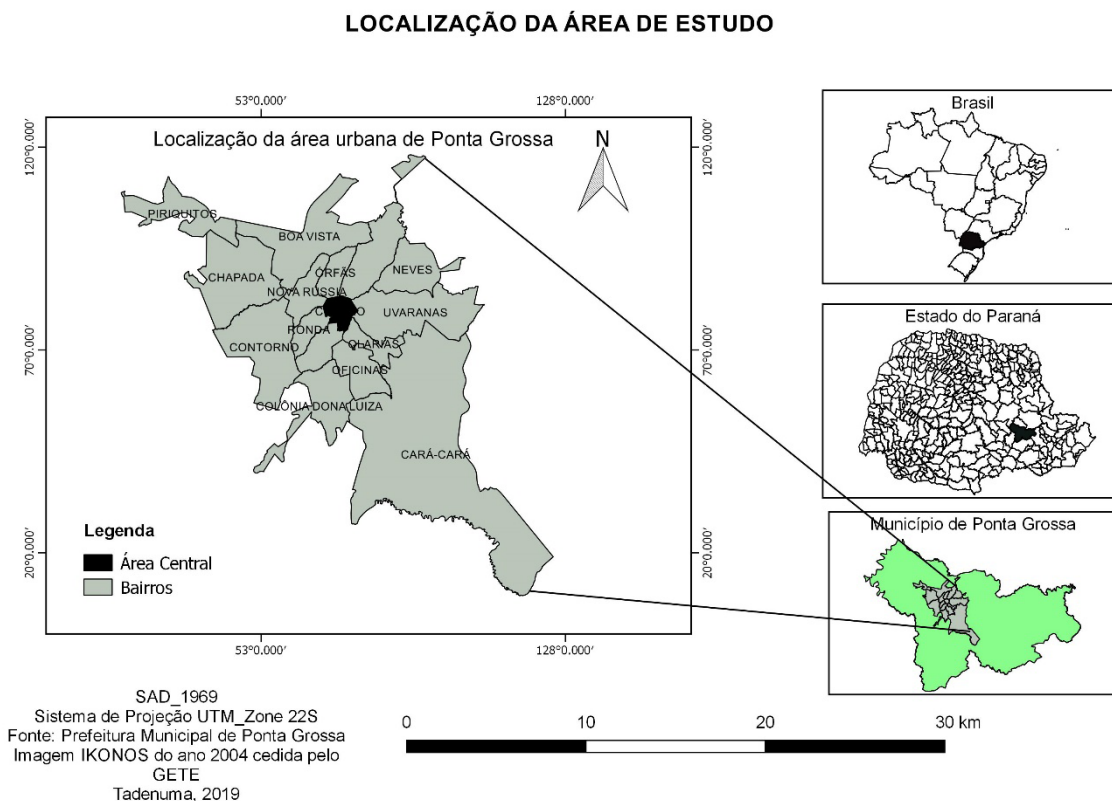 LOCALIZAÇÃO DA ÁREA DE ESTUDO
53°0.000'
128°0.000'
Localização da área urbana de Ponta Grossa
N
120°0.000'
120°0.000'
PIRIQUITOS
BOA VISTA
CHAPADA
ÓRFÃS
NEVES
NOVA RÚSSIA
UVARANAS
RONDA
OLARIAS
CONTORNO
OFICINAS
70°0.000'
70°0.000'
COLÔNIA DONA LUIZA
CARÁ-CARÁ
Legenda
Área Central
Bairros
20°0.000'
20°0.000'
53°0.000'
128°0.000'
Brasil
Estado do Paraná
Município de Ponta Grossa
SAD_1969
Sistema de Projeção UTM_Zone 22S
Fonte: Prefeitura Municipal de Ponta Grossa
Imagem IKONOS do ano 2004 cedida pelo
GETE
Tadenuma, 2019
0 10 20 30 km